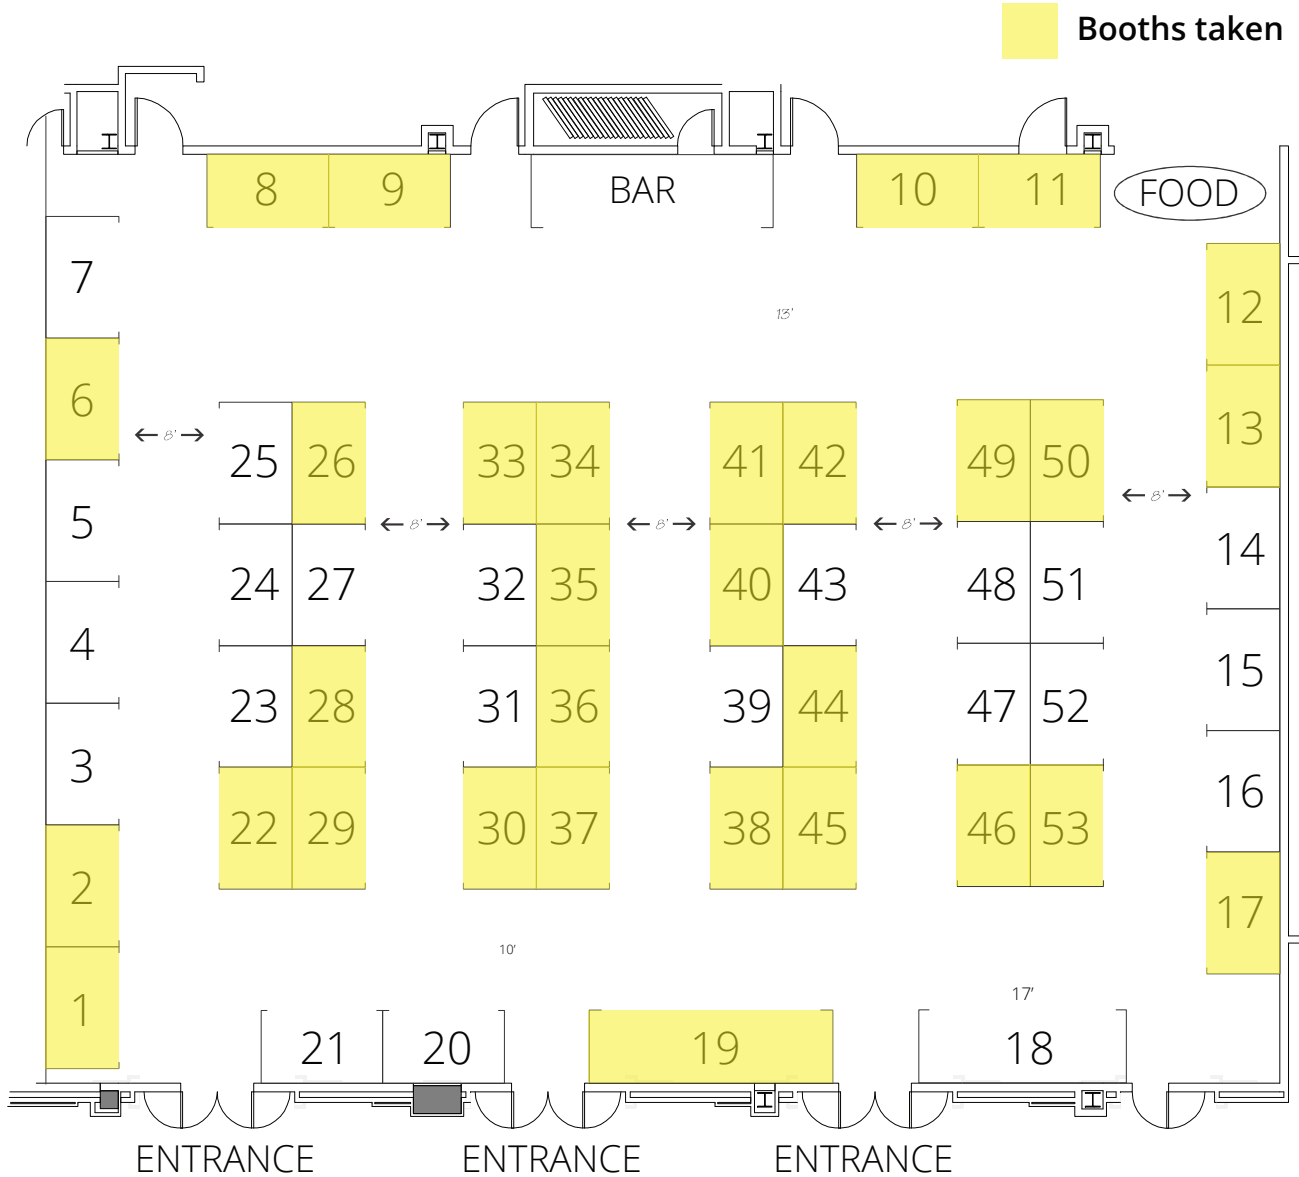 Booths taken
8 9 BAR 10 11 FOOD
7
12
13'
6
13
8'
25 26 33 34 41 42 49 50
8'
5
8' 8' 8'
14
24 27 32 35 40 43 48 51
4
15
23 28 31 36 39 44 47 52
3
16
22 29 30 37 38 45 46 53
2
17
10'
17'
1
21 20 19 18
ENTRANCE ENTRANCE ENTRANCE